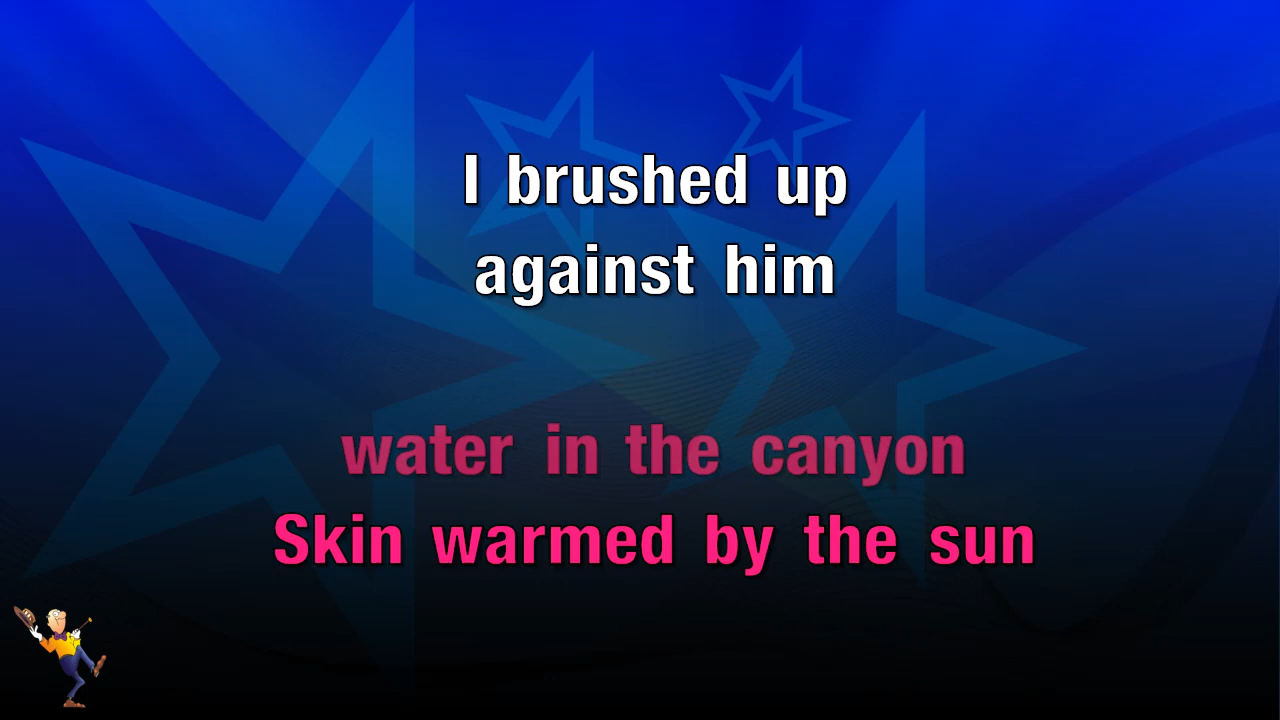 I brushed up
against him
water in the canyon
Skin warmed by the sun